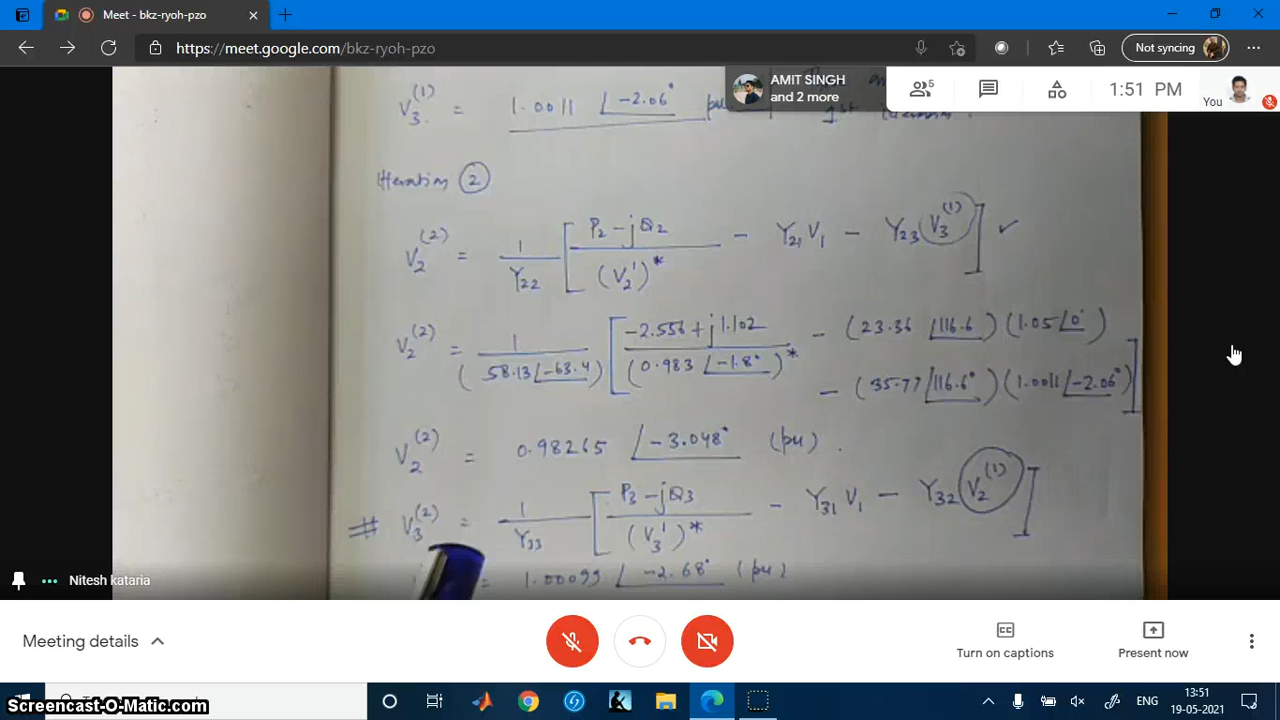 Meet - bkz-ryoh-pzo
https://meet.google.com/bkz-ryoh-pzo
Not syncing
AMIT SINGH
and 2 more
5
1:51 PM
You
V₃⁽¹⁾ = 1.0011 ∠-2.06° pu
1st
Iteration ②
V₂⁽²⁾ = 1/Y₂₂ [ (P₂ - jQ₂)/(V₂¹)* - Y₂₁ V₁ - Y₂₃ V₃⁽¹⁾ ] ✓
V₂⁽²⁾ = 1/(58.13 ∠-63.4) [ (-2.556 + j1.102)/(0.983 ∠-1.8°)* - (23.36 ∠116.6) (1.05 ∠0°)
- (35.77 ∠116.6°) (1.0011 ∠-2.06°) ]
V₂⁽²⁾ = 0.98265 ∠-3.048° (pu).
# V₃⁽²⁾ = 1/Y₃₃ [ (P₃ - jQ₃)/(V₃¹)* - Y₃₁ V₁ - Y₃₂ V₂⁽¹⁾ ]
= 1.00099 ∠-2.68° (pu)
Nitesh kataria
Meeting details
Turn on captions
Present now
Screencast-O-Matic.com
ENG
13:51
19-05-2021